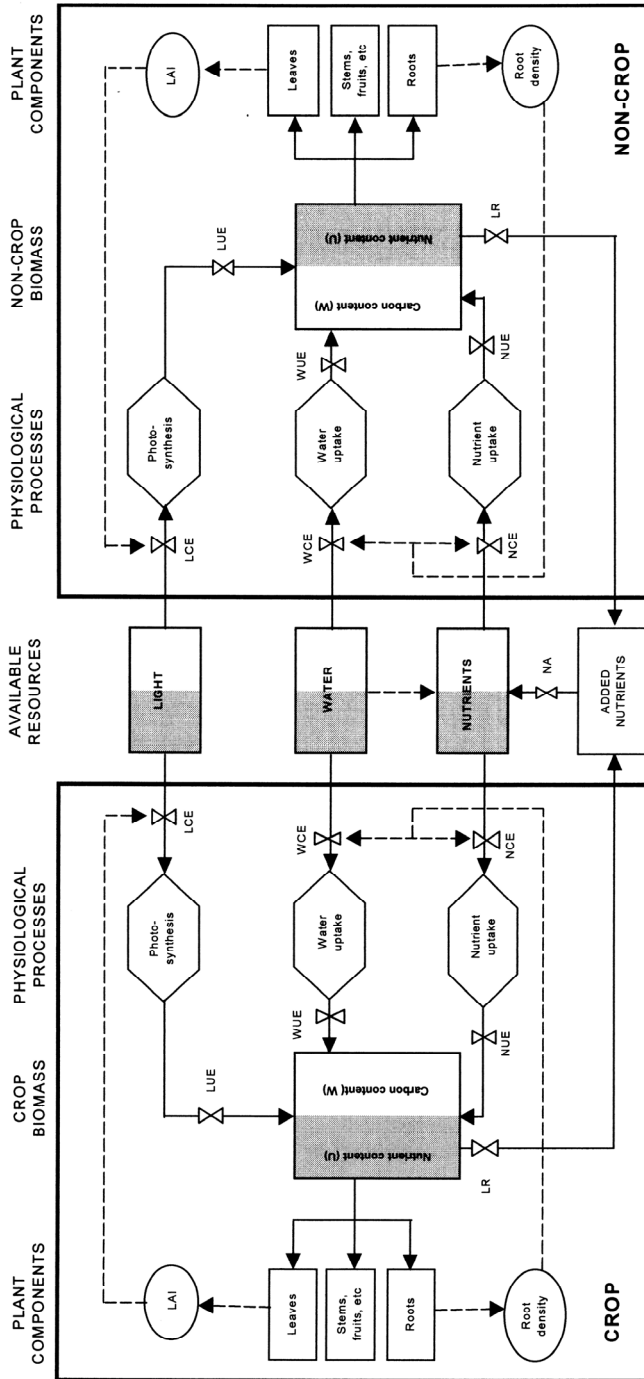 PLANT
COMPONENTS
CROP
BIOMASS
PHYSIOLOGICAL
PROCESSES
AVAILABLE
RESOURCES
PHYSIOLOGICAL
PROCESSES
NON-CROP
BIOMASS
PLANT
COMPONENTS
LAI
LUE
Photo-
synthesis
LCE
LIGHT
LCE
Photo-
synthesis
LUE
LAI
Leaves
Stems,
fruits, etc
Roots
Nutrient content (U)
Carbon content (W)
WUE
Water
uptake
WCE
WATER
WCE
Water
uptake
WUE
Carbon content (W)
Nutrient content (U)
Leaves
Stems,
fruits, etc
Roots
Root
density
LR
NUE
Nutrient
uptake
NCE
NUTRIENTS
NA
ADDED
NUTRIENTS
NCE
Nutrient
uptake
NUE
LR
Root
density
CROP
NON-CROP